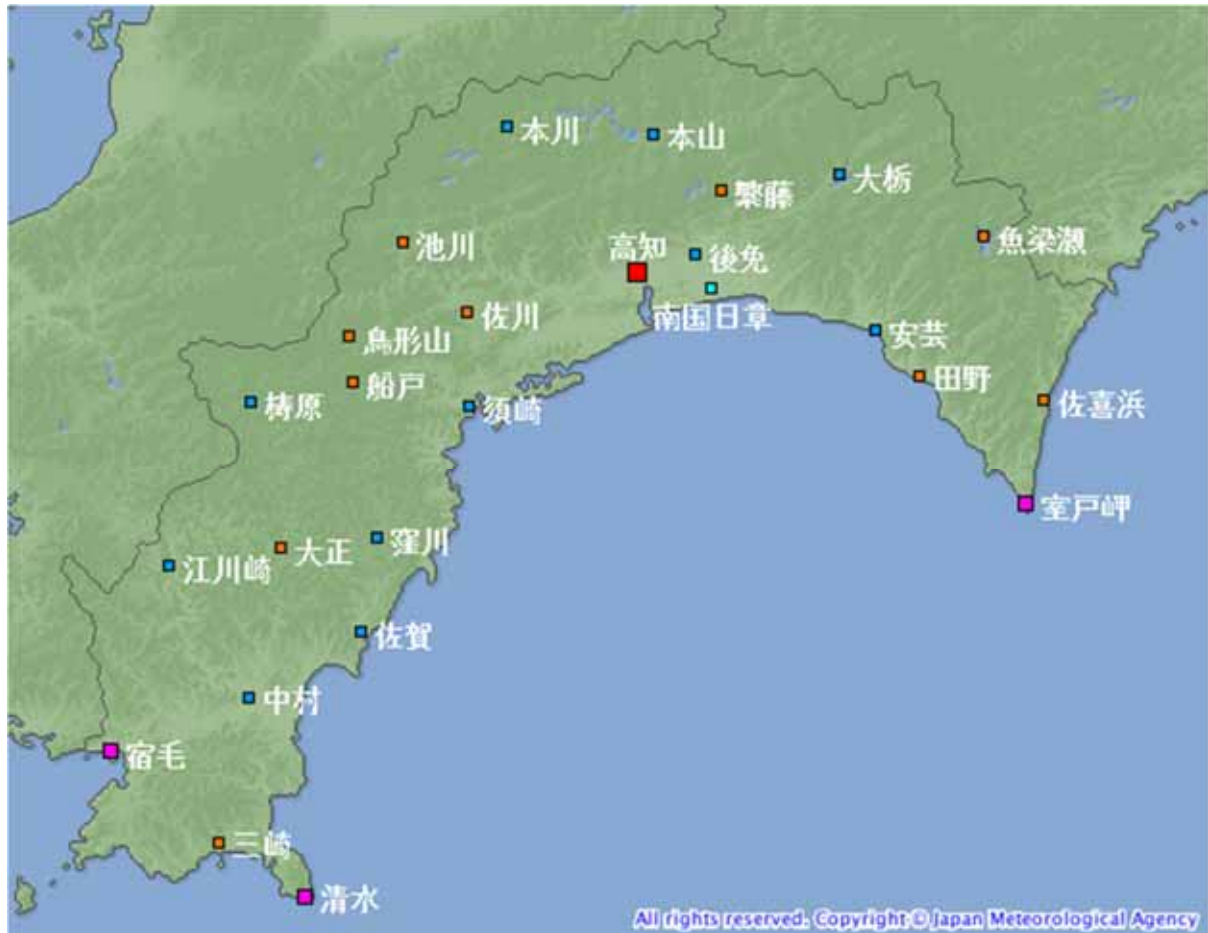 本川
本山
大栃
繁藤
池川
高知
後免
魚梁瀬
佐川
南国日章
鳥形山
安芸
船戸
田野
梼原
須崎
佐喜浜
室戸岬
窪川
大正
江川崎
佐賀
中村
宿毛
三崎
清水
All rights reserved. Copyright © Japan Meteorological Agency